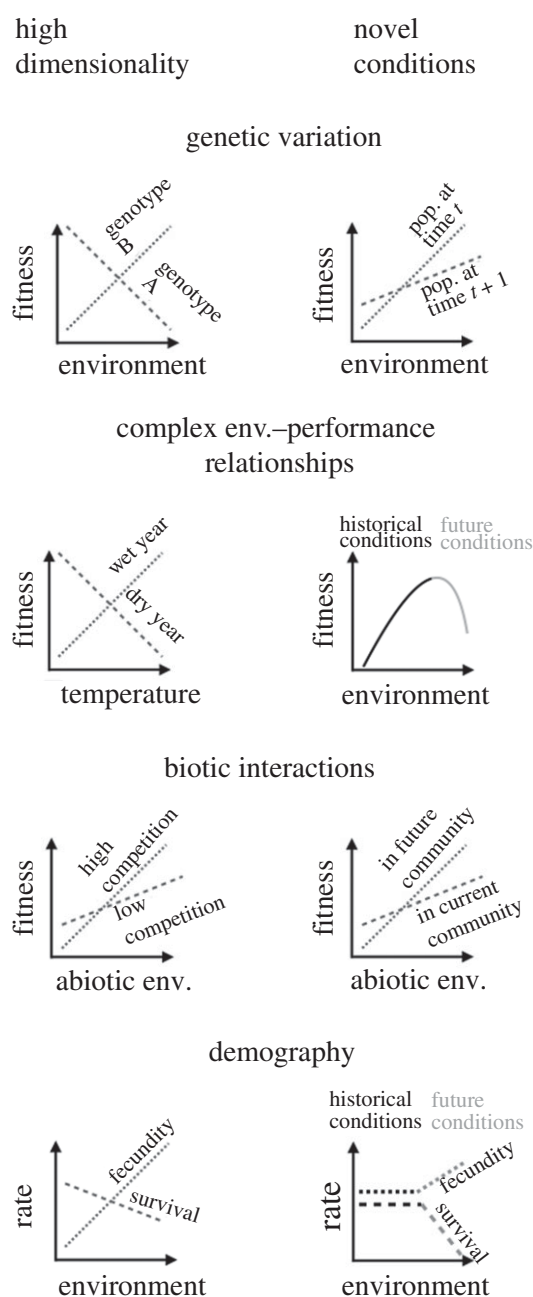 high
dimensionality
novel
conditions
genetic variation
fitness
genotype
B
genotype
A
environment
fitness
pop. at
time t
pop. at
time t + 1
environment
complex env.–performance
relationships
fitness
wet year
dry year
temperature
historical
conditions
future
conditions
fitness
environment
biotic interactions
fitness
high
competition
low
competition
abiotic env.
fitness
in future
community
in current
community
abiotic env.
demography
rate
fecundity
survival
environment
historical
conditions
future
conditions
rate
fecundity
survival
environment